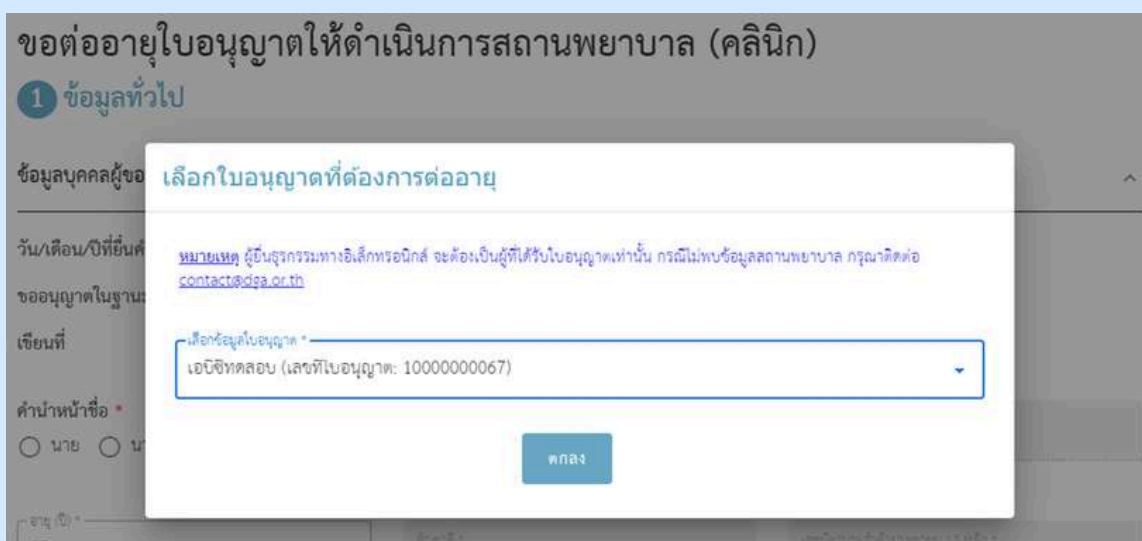 ขอต่ออายุใบอนุญาตให้ดำเนินการสถานพยาบาล (คลินิก)
1 ข้อมูลทั่วไป
ข้อมูลบุคคลผู้ขอ
เลือกใบอนุญาตที่ต้องการต่ออายุ
วัน/เดือน/ปีที่ยื่นคำ
หมายเหตุ ผู้ยื่นธุรกรรมทางอิเล็กทรอนิกส์ จะต้องเป็นผู้ที่ได้รับใบอนุญาตเท่านั้น กรณีไม่พบข้อมูลสถานพยาบาล กรุณาติดต่อ
contact@dga.or.th
ขออนุญาตในฐานะ
เขียนที่
เลือกข้อมูลใบอนุญาต *
เอบีซีทดสอบ (เลขที่ใบอนุญาต: 10000000067)
คำนำหน้าชื่อ *
นาย
ตกลง
อายุ (ปี) *